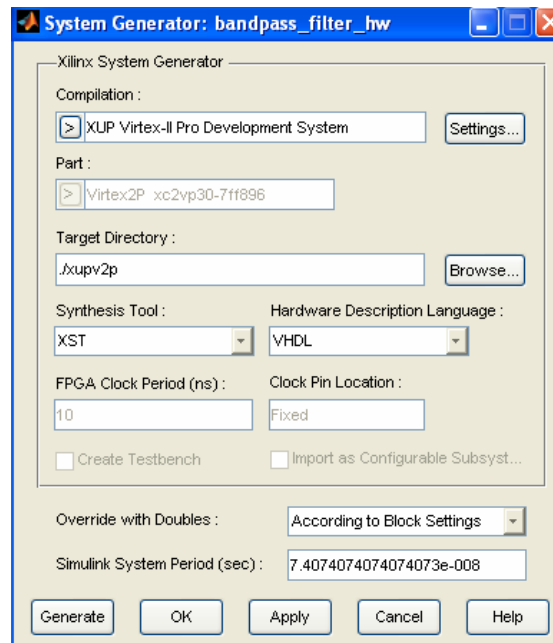 System Generator: bandpass_filter_hw
Xilinx System Generator
Compilation :
> XUP Virtex-II Pro Development System Settings...
Part :
> Virtex2P xc2vp30-7ff896
Target Directory :
./xupv2p Browse...
Synthesis Tool : Hardware Description Language :
XST VHDL
FPGA Clock Period (ns) : Clock Pin Location :
10 Fixed
Create Testbench Import as Configurable Subsyst...
Override with Doubles : According to Block Settings
Simulink System Period (sec) : 7.4074074074074073e-008
Generate OK Apply Cancel Help